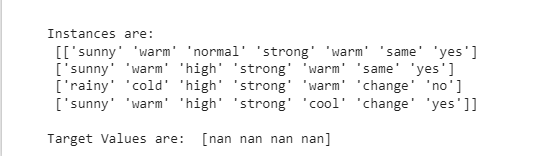 Instances are:
[['sunny' 'warm' 'normal' 'strong' 'warm' 'same' 'yes']
['sunny' 'warm' 'high' 'strong' 'warm' 'same' 'yes']
['rainy' 'cold' 'high' 'strong' 'warm' 'change' 'no']
['sunny' 'warm' 'high' 'strong' 'cool' 'change' 'yes']]
Target Values are:  [nan nan nan nan]